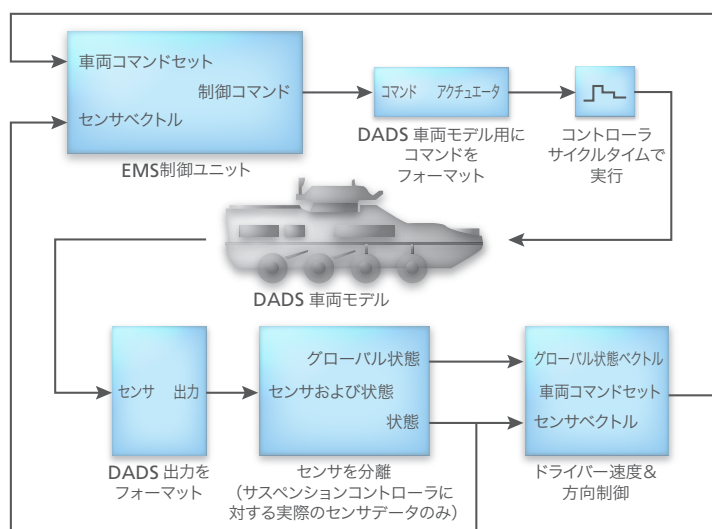 車両コマンドセット
制御コマンド
センサベクトル
EMS制御ユニット
コマンド アクチュエータ
DADS 車両モデル用に
コマンドを
フォーマット
コントローラ
サイクルタイムで
実行
DADS 車両モデル
センサ 出力
DADS 出力を
フォーマット
グローバル状態
センサおよび状態
状態
センサを分離
(サスペンションコントローラに
対する実際のセンサデータのみ)
グローバル状態ベクトル
車両コマンドセット
センサベクトル
ドライバー速度&
方向制御